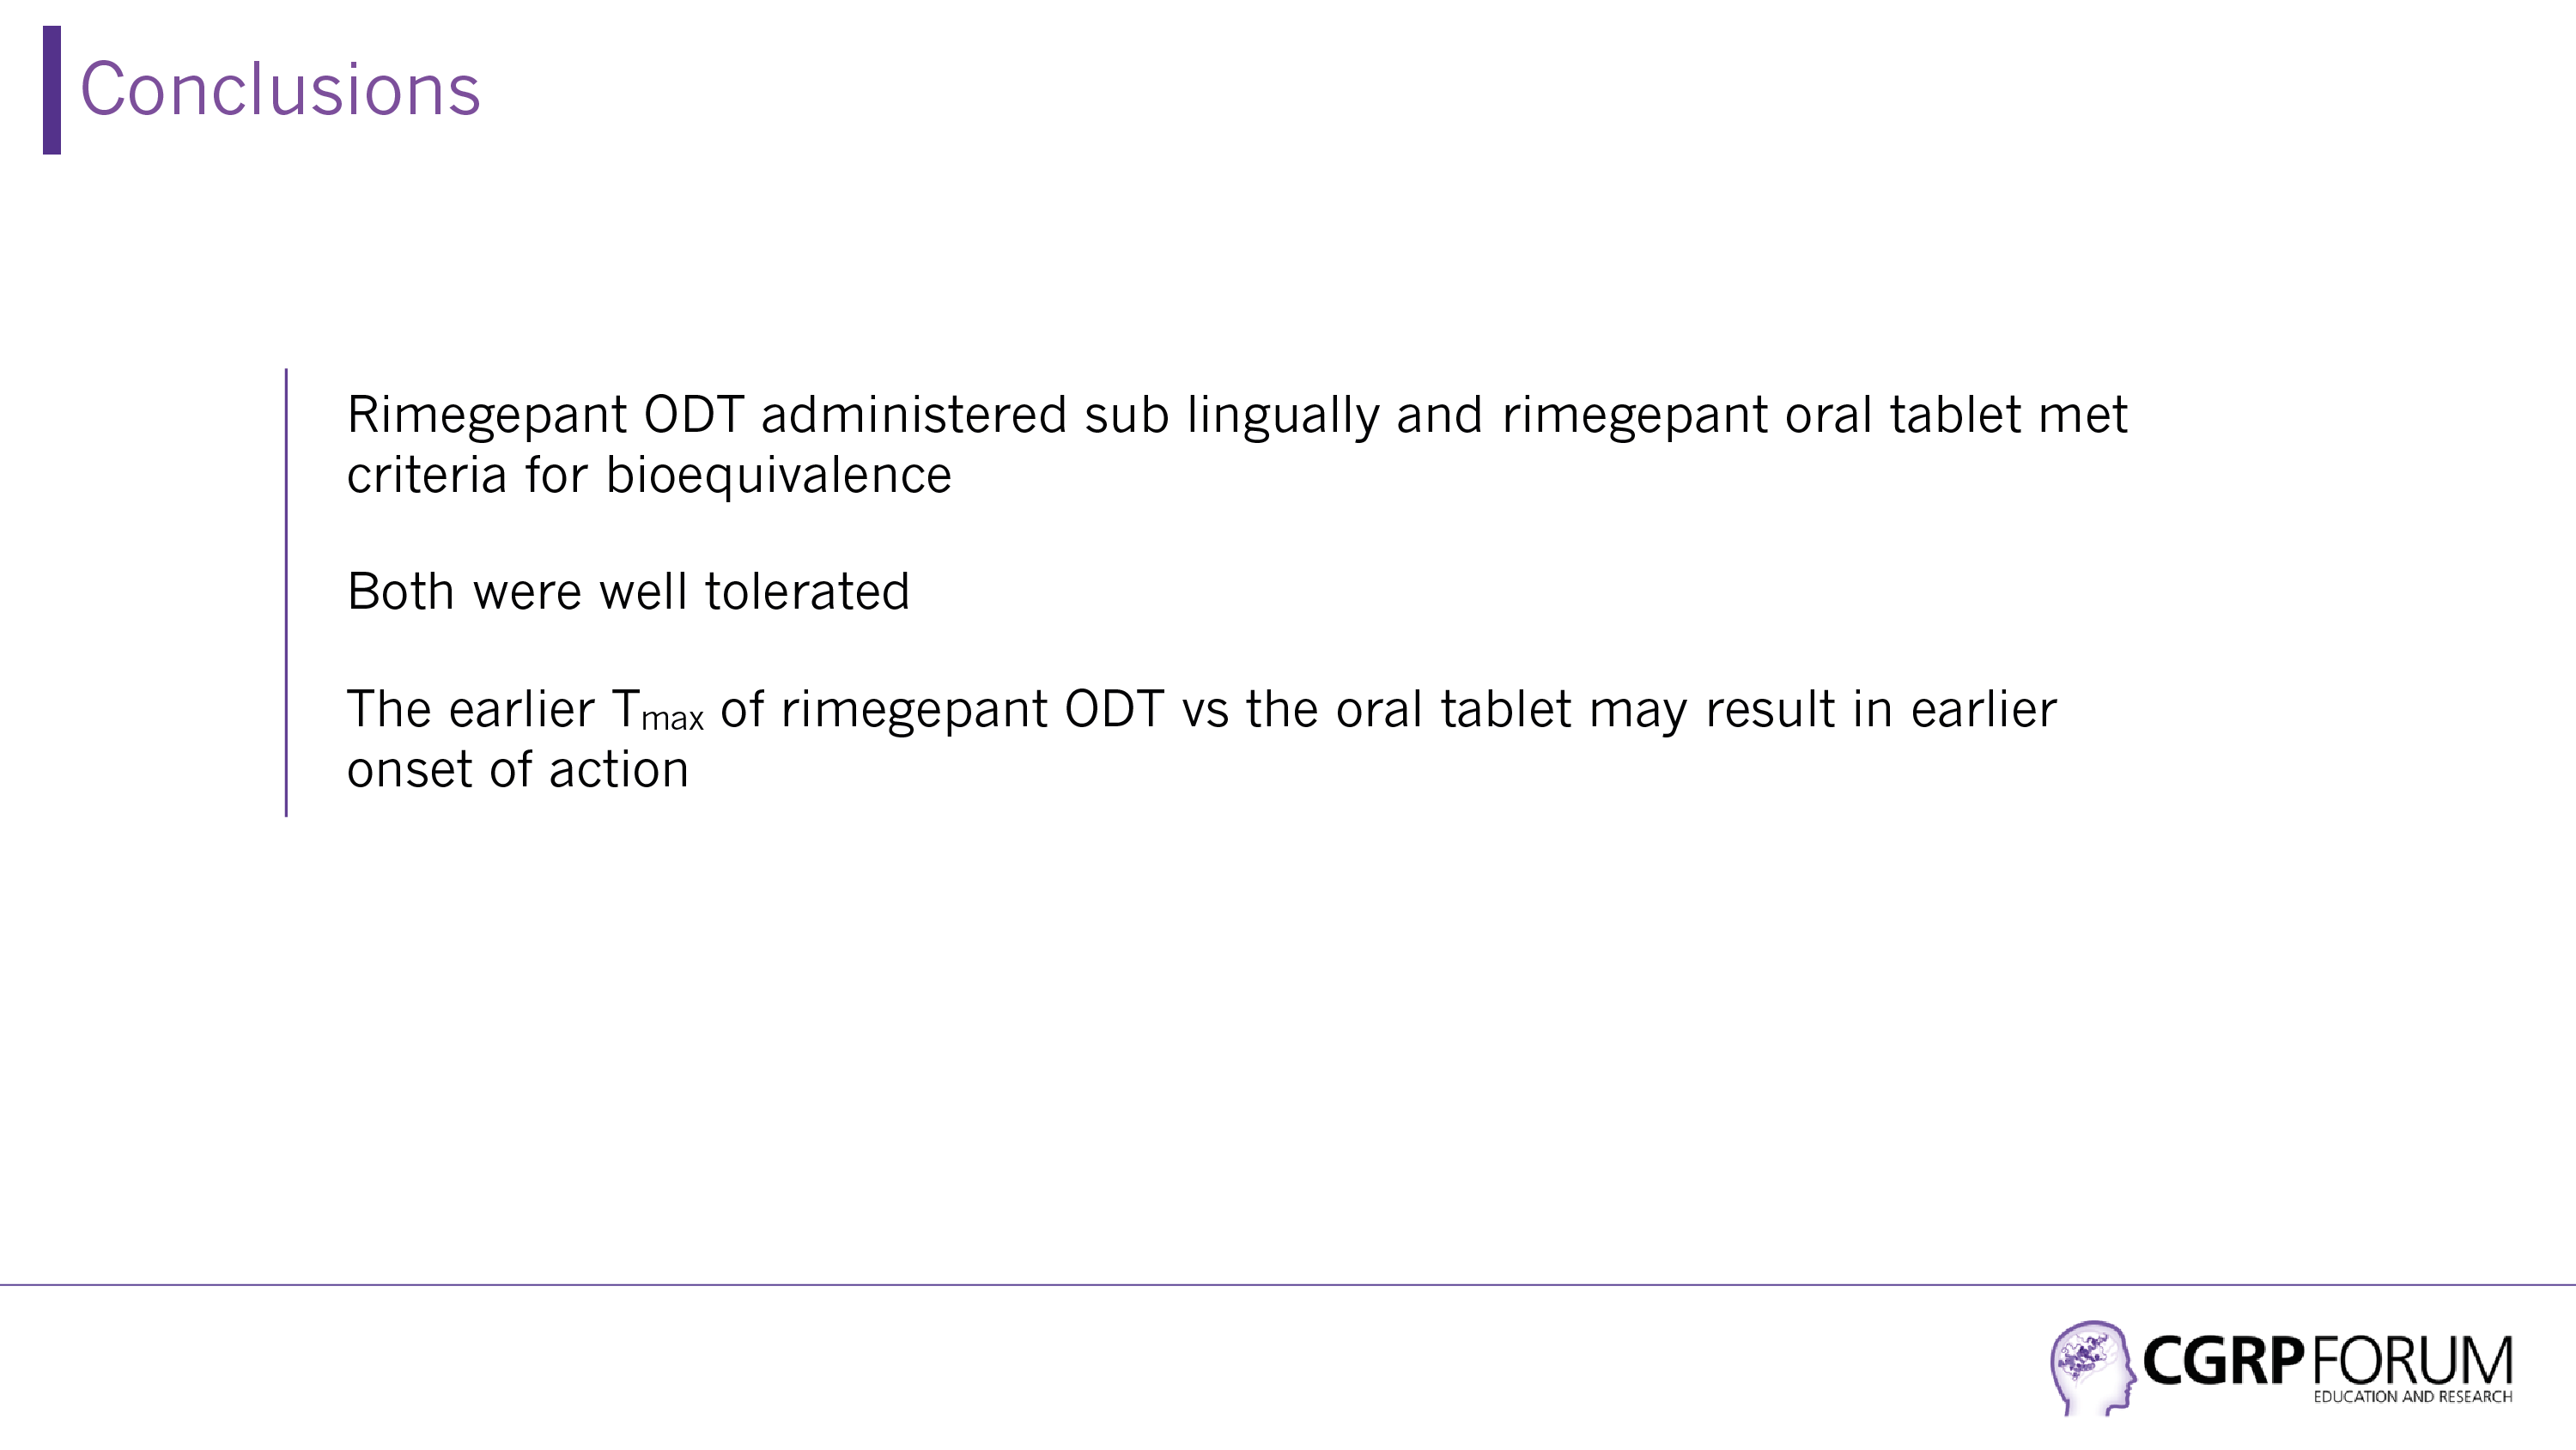 Conclusions
Rimegepant ODT administered sub lingually and rimegepant oral tablet met
criteria for bioequivalence
Both were well tolerated
The earlier Tmax of rimegepant ODT vs the oral tablet may result in earlier
onset of action
CGRP FORUM
EDUCATION AND RESEARCH